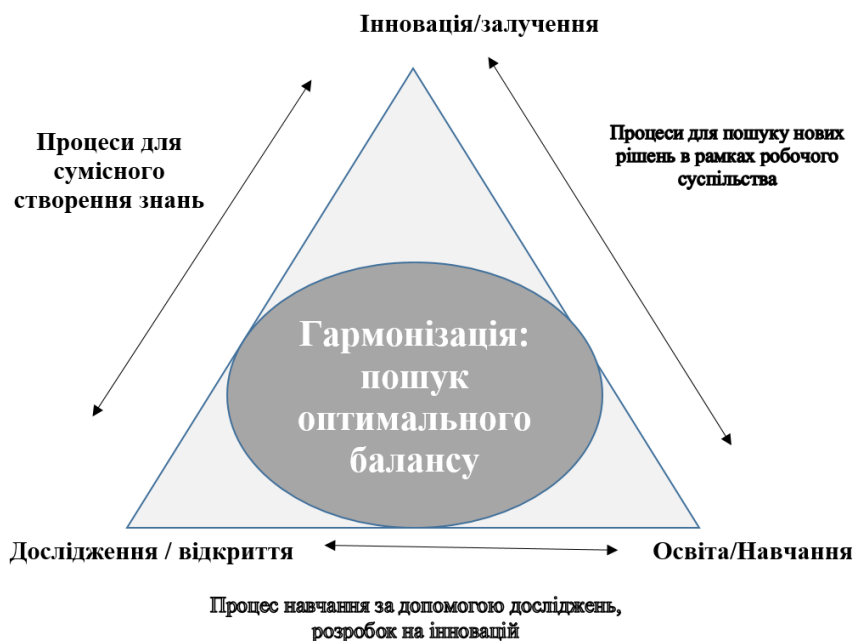 Інновація/залучення
Процеси для
сумісного
створення знань
Процеси для пошуку нових
рішень в рамках робочого
суспільства
Гармонізація:
пошук
оптимального
балансу
Дослідження / відкриття
Освіта/Навчання
Процес навчання за допомогою досліджень,
розробок на інновацій